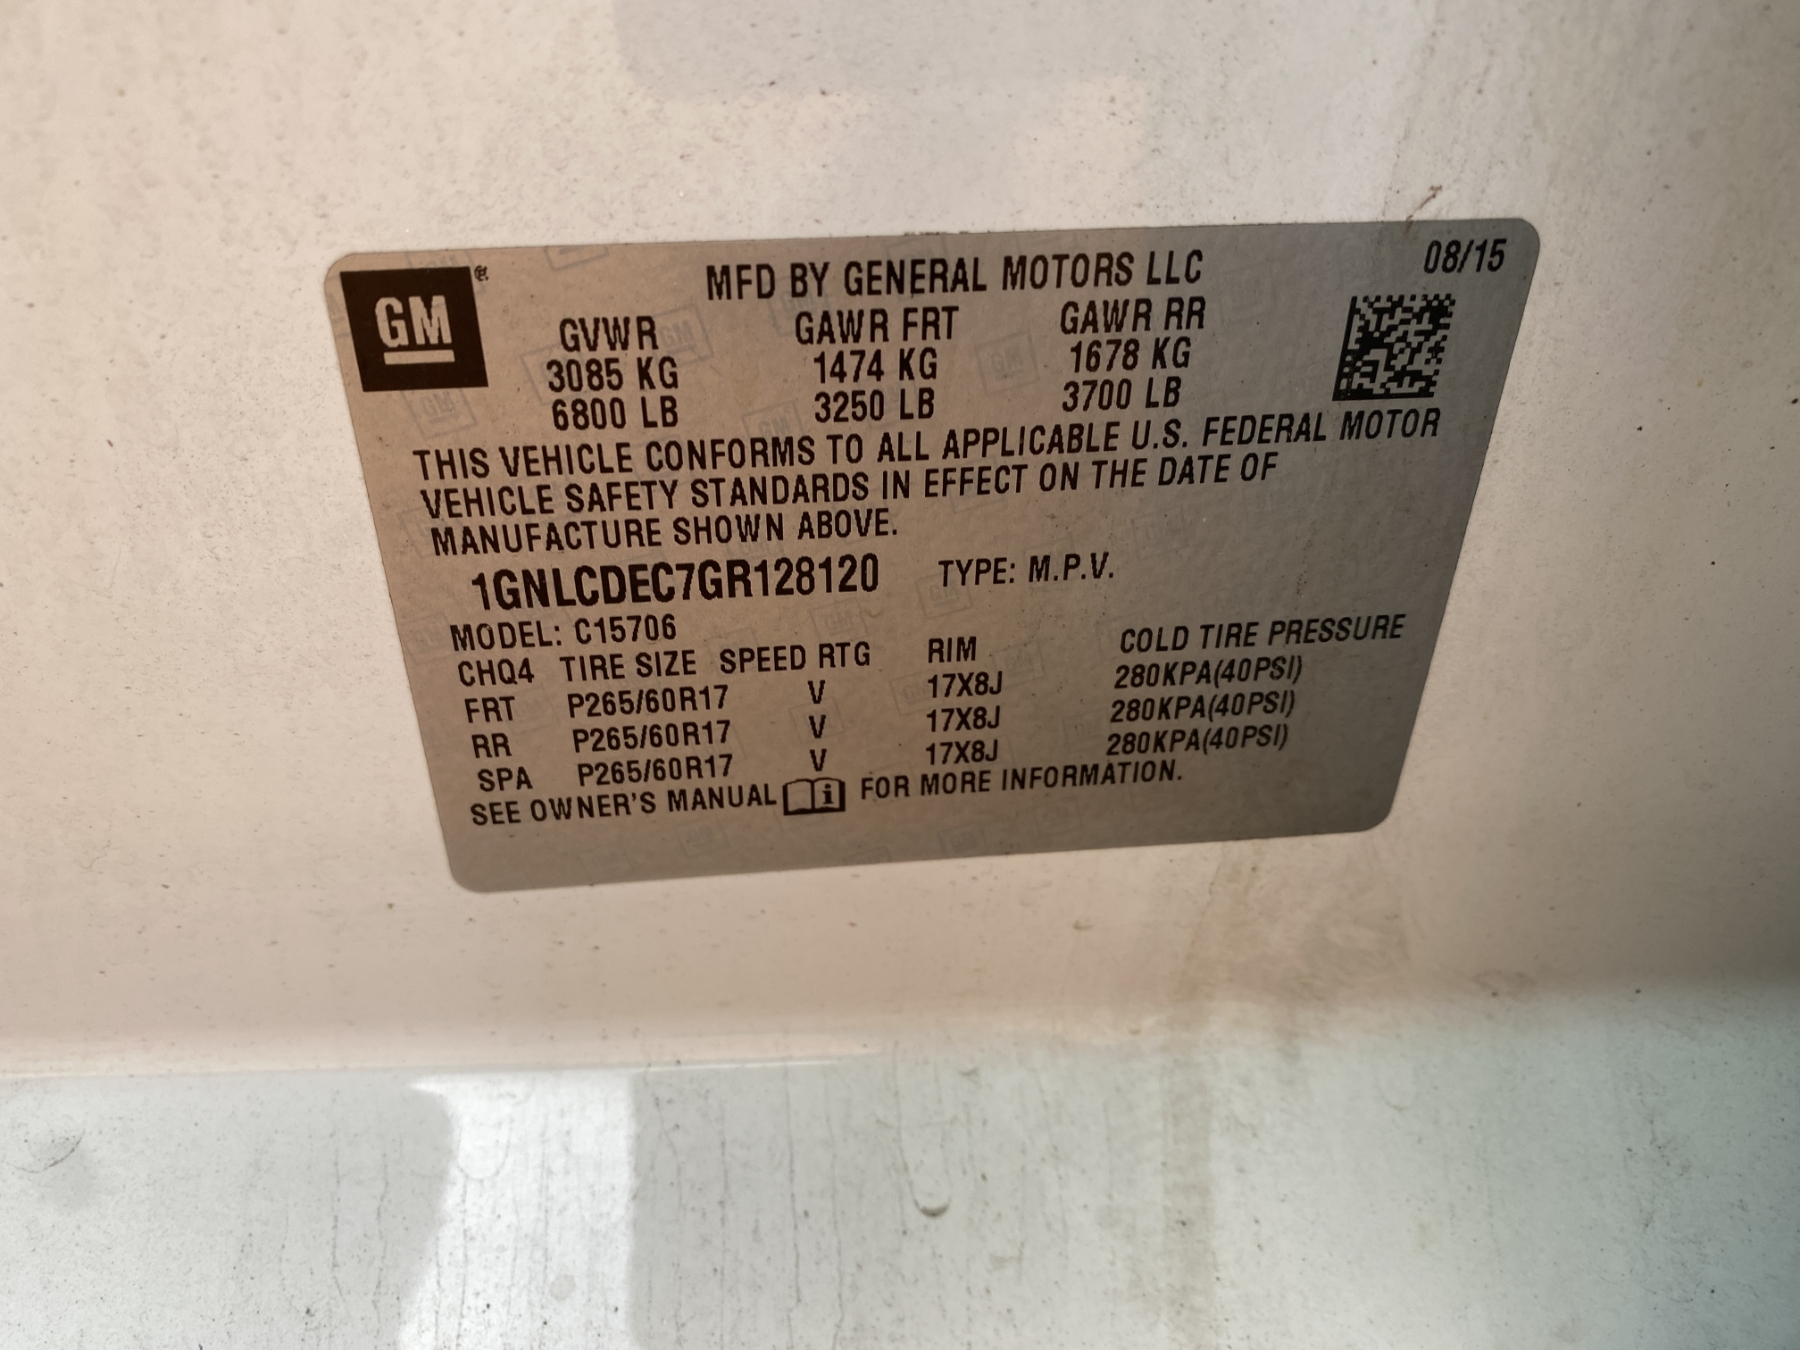 GM
MFD BY GENERAL MOTORS LLC 08/15
GVWR GAWR FRT GAWR RR
3085 KG 1474 KG 1678 KG
6800 LB 3250 LB 3700 LB
THIS VEHICLE CONFORMS TO ALL APPLICABLE U.S. FEDERAL MOTOR
VEHICLE SAFETY STANDARDS IN EFFECT ON THE DATE OF
MANUFACTURE SHOWN ABOVE.
1GNLCDEC7GR128120 TYPE: M.P.V.
MODEL: C15706
CHQ4 TIRE SIZE SPEED RTG RIM COLD TIRE PRESSURE
FRT P265/60R17 V 17X8J 280KPA(40PSI)
RR P265/60R17 V 17X8J 280KPA(40PSI)
SPA P265/60R17 V 17X8J 280KPA(40PSI)
SEE OWNER'S MANUAL i FOR MORE INFORMATION.